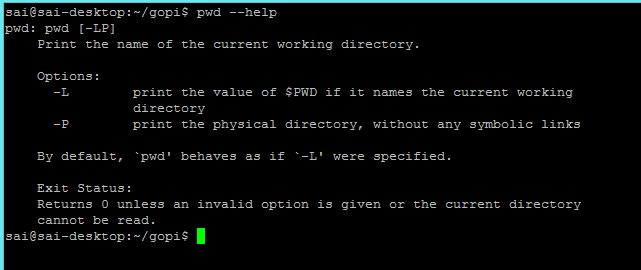 sai@sai-desktop:~/gopi$ pwd --help
pwd: pwd [-LP]
    Print the name of the current working directory.

    Options:
      -L        print the value of $PWD if it names the current working
                directory
      -P        print the physical directory, without any symbolic links

    By default, `pwd' behaves as if `-L' were specified.

    Exit Status:
    Returns 0 unless an invalid option is given or the current directory
    cannot be read.
sai@sai-desktop:~/gopi$